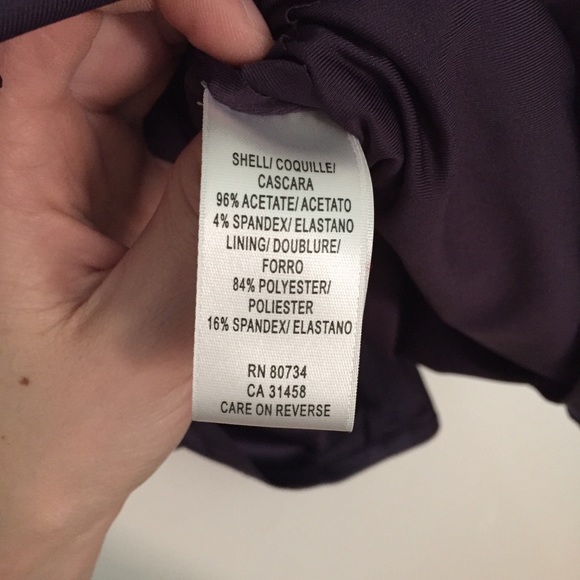 SHELL/ COQUILLE/
CASCARA
96% ACETATE/ ACETATO
4% SPANDEX/ ELASTANO
LINING/ DOUBLURE/
FORRO
84% POLYESTER/
POLIESTER
16% SPANDEX/ ELASTANO
RN 80734
CA 31458
CARE ON REVERSE